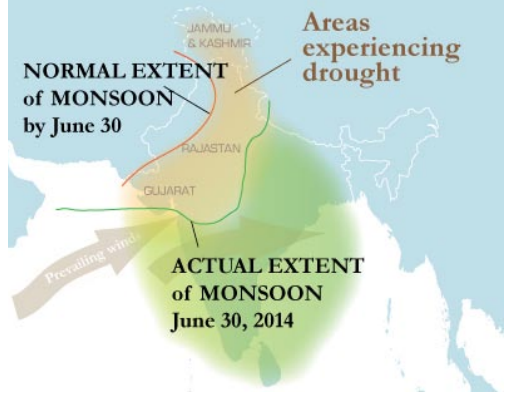 JAMMU
& KASHMIR
Areas
experiencing
drought
NORMAL EXTENT
of MONSOON
by June 30
RAJASTAN
GUJARAT
Prevailing winds
ACTUAL EXTENT
of MONSOON
June 30, 2014